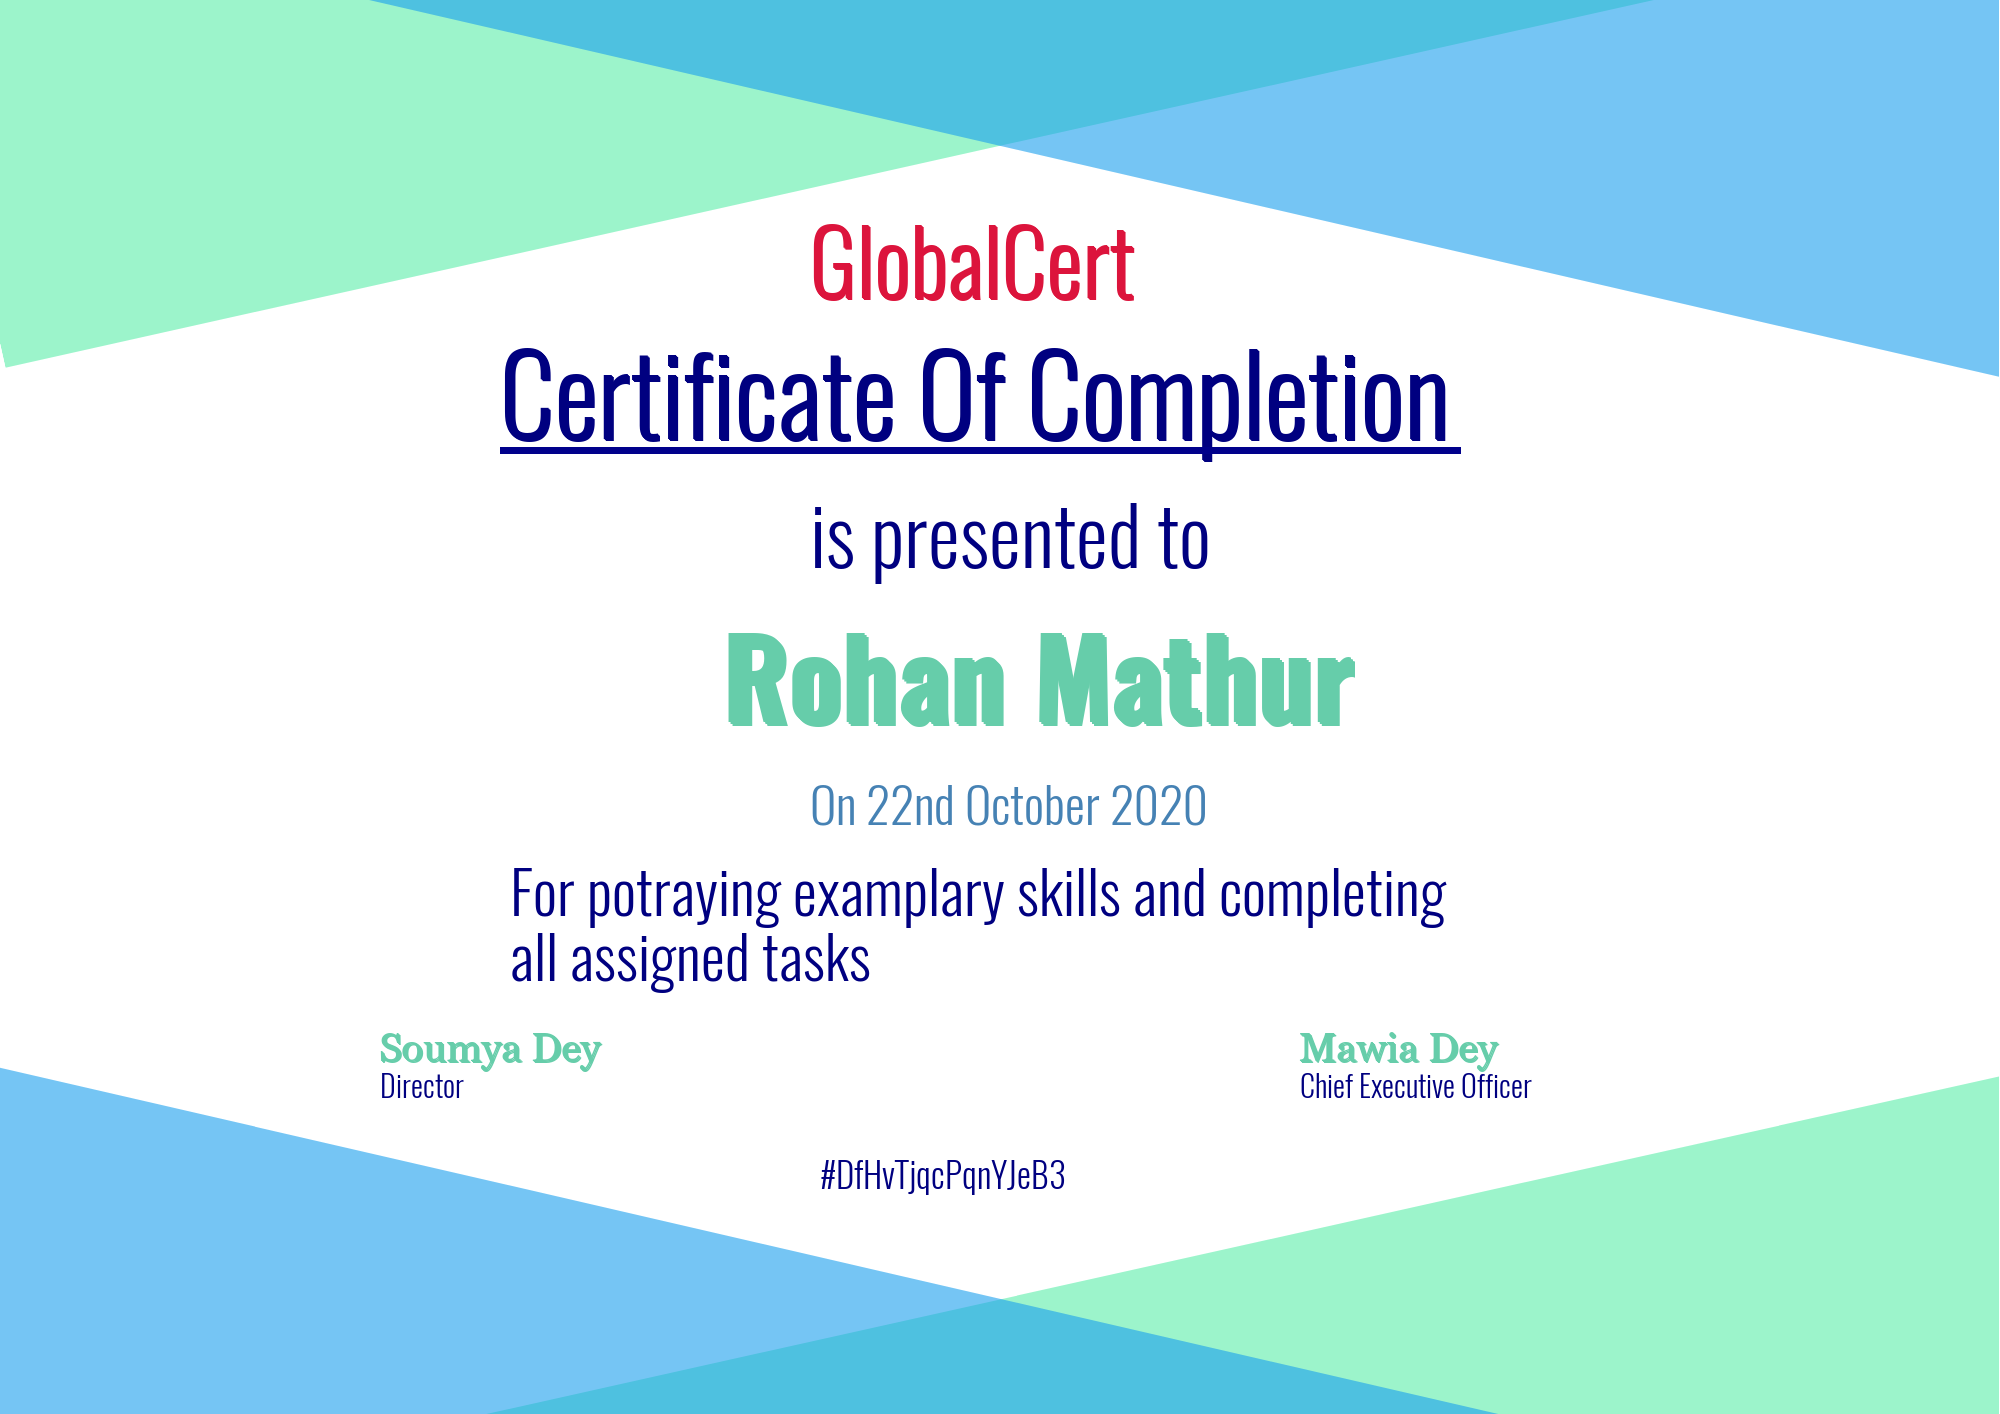 GlobalCert
Certificate Of Completion
is presented to
Rohan Mathur
On 22nd October 2020
For potraying examplary skills and completing
all assigned tasks
Soumya Dey
Director
Mawia Dey
Chief Executive Officer
#DfHvTjqcPqnYJeB3